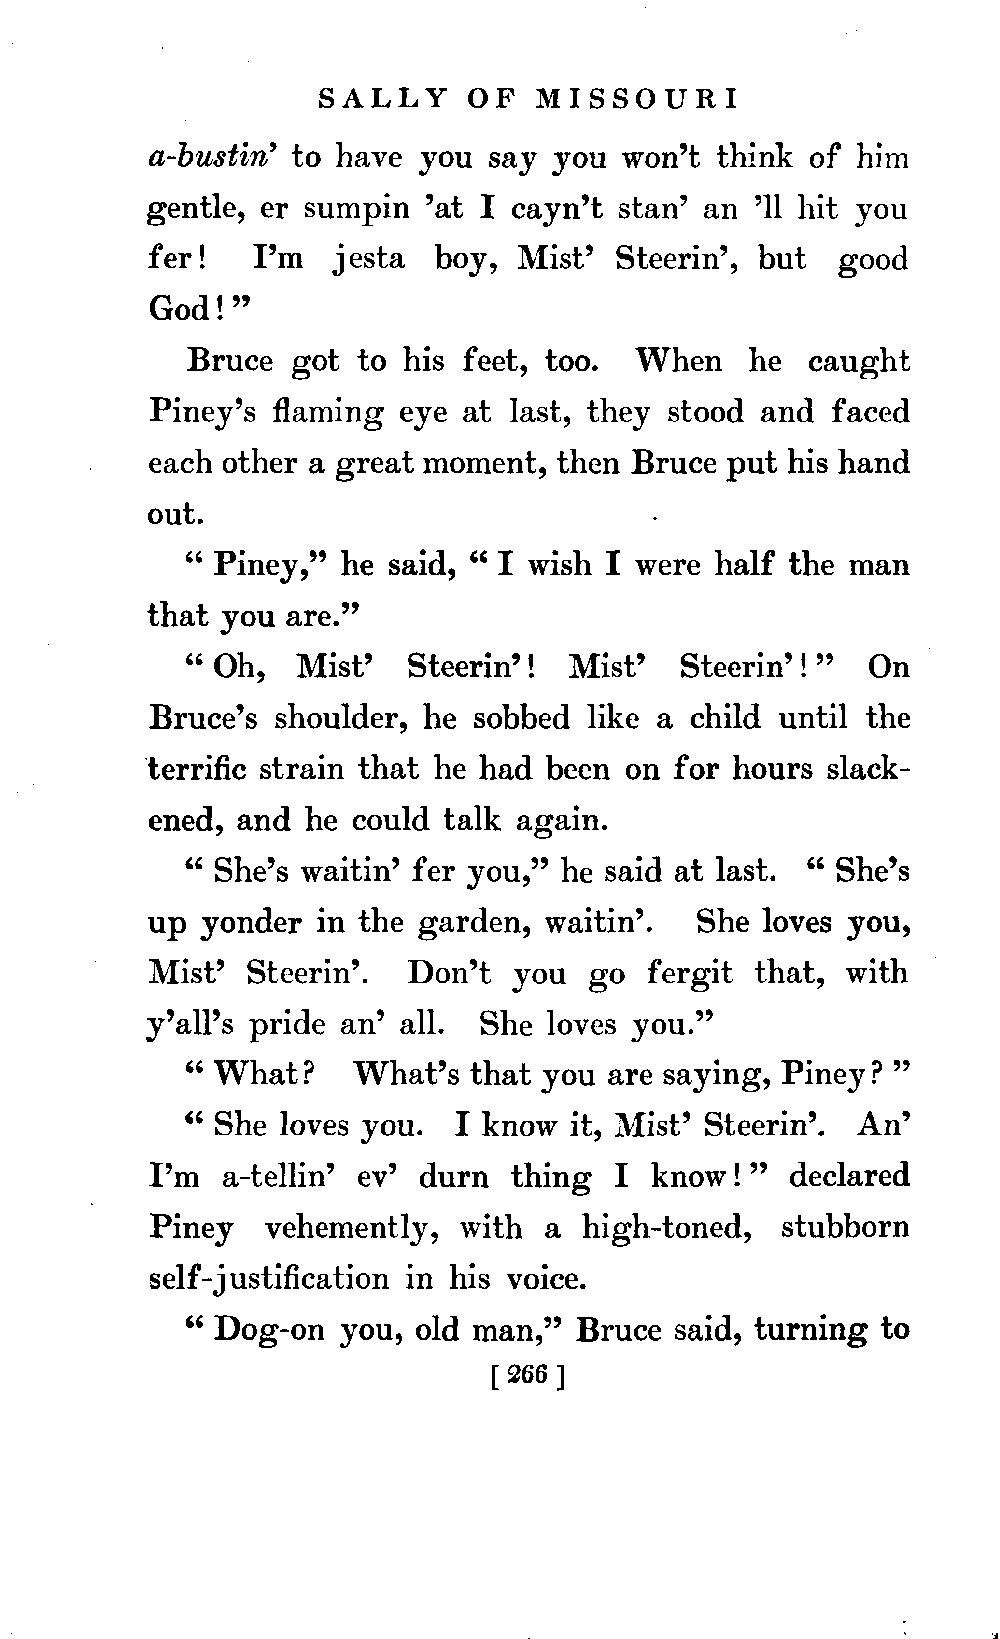 SALLY OF MISSOURI
a-bustin' to have you say you won't think of him
gentle, er sumpin 'at I cayn't stan' an 'll hit you
fer! I'm jesta boy, Mist' Steerin', but good
God!"
Bruce got to his feet, too. When he caught
Piney's flaming eye at last, they stood and faced
each other a great moment, then Bruce put his hand
out.
"Piney," he said, "I wish I were half the man
that you are."
"Oh, Mist' Steerin'! Mist' Steerin'!" On
Bruce's shoulder, he sobbed like a child until the
terrific strain that he had been on for hours slack-
ened, and he could talk again.
"She's waitin' fer you," he said at last. "She's
up yonder in the garden, waitin'. She loves you,
Mist' Steerin'. Don't you go fergit that, with
y'all's pride an' all. She loves you."
"What? What's that you are saying, Piney?"
"She loves you. I know it, Mist' Steerin'. An'
I'm a-tellin' ev' durn thing I know!" declared
Piney vehemently, with a high-toned, stubborn
self-justification in his voice.
"Dog-on you, old man," Bruce said, turning to
[266]